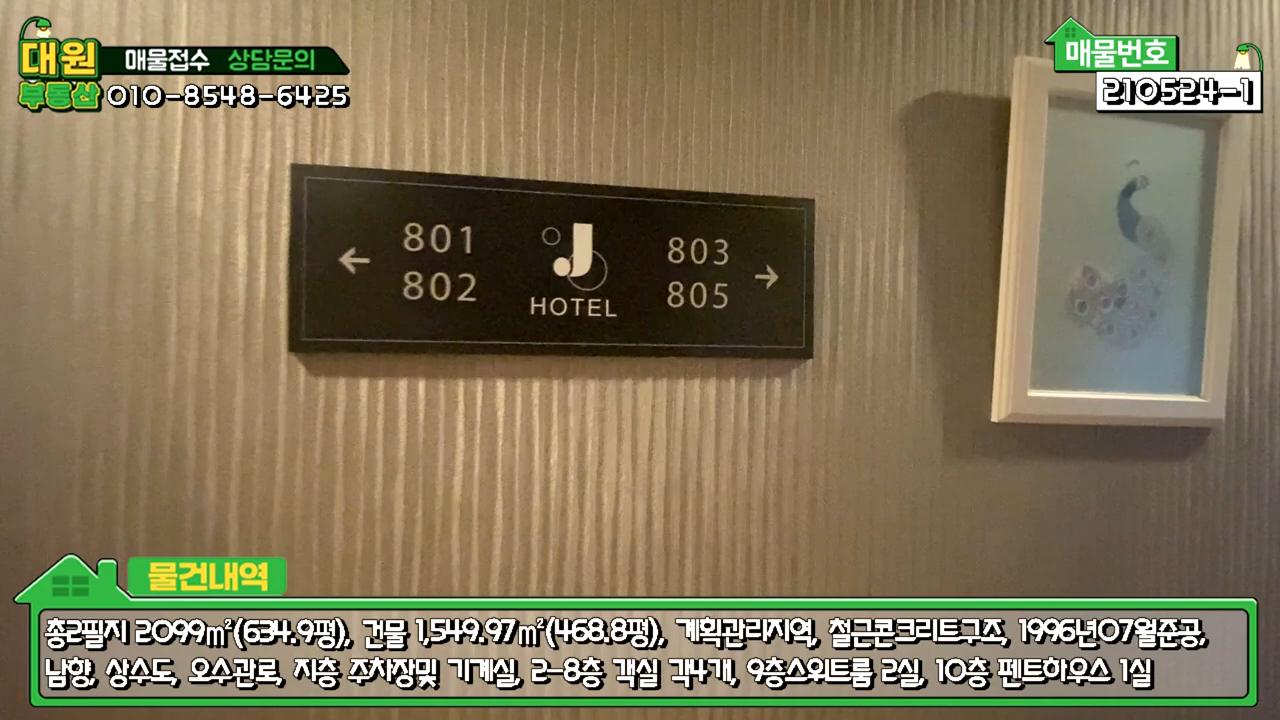 대원 부동산
매물접수 상담문의
010-8548-6425
매물번호
210524-1
← 801 802
J HOTEL
803 805 →
물건내역
총2필지 2099㎡(634.9평), 건물 1,549.97㎡(468.8평), 계획관리지역, 철근콘크리트구조, 1996년07월준공,
남향, 상수도, 오수관로, 지층 주차장및 기계실, 2-8층 객실 각4개, 9층스위트룸 2실, 10층 펜트하우스 1실